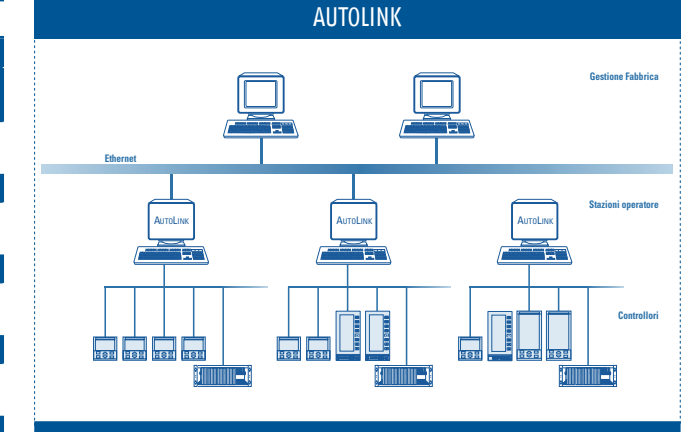 AUTOLINK
Gestione Fabbrica
Ethernet
Stazioni operatore
AUTOLINK
AUTOLINK
AUTOLINK
Controllori